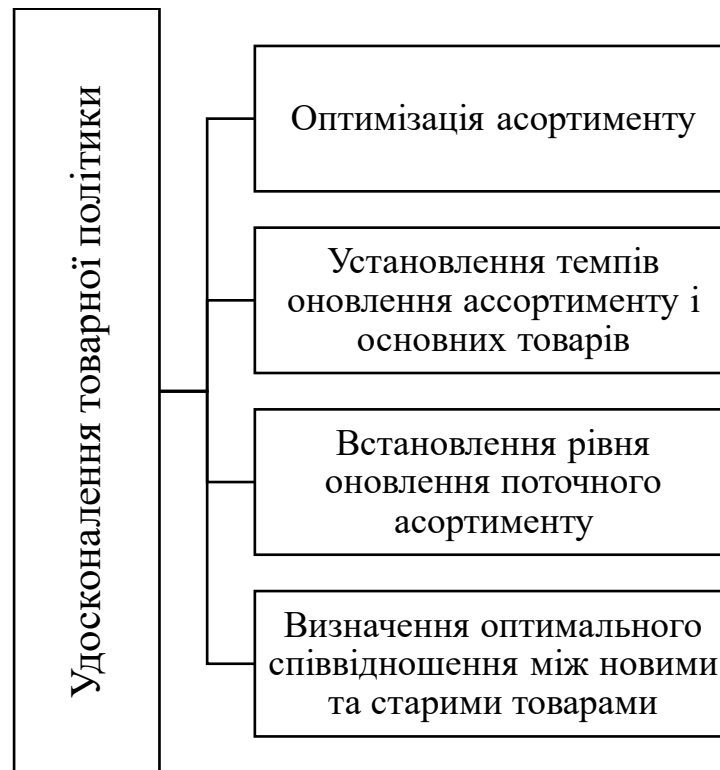 Удосконалення товарної політики
Оптимізація асортименту
Установлення темпів
оновлення ассортименту і
основних товарів
Встановлення рівня
оновлення поточного
асортименту
Визначення оптимального
співвідношення між новими
та старими товарами